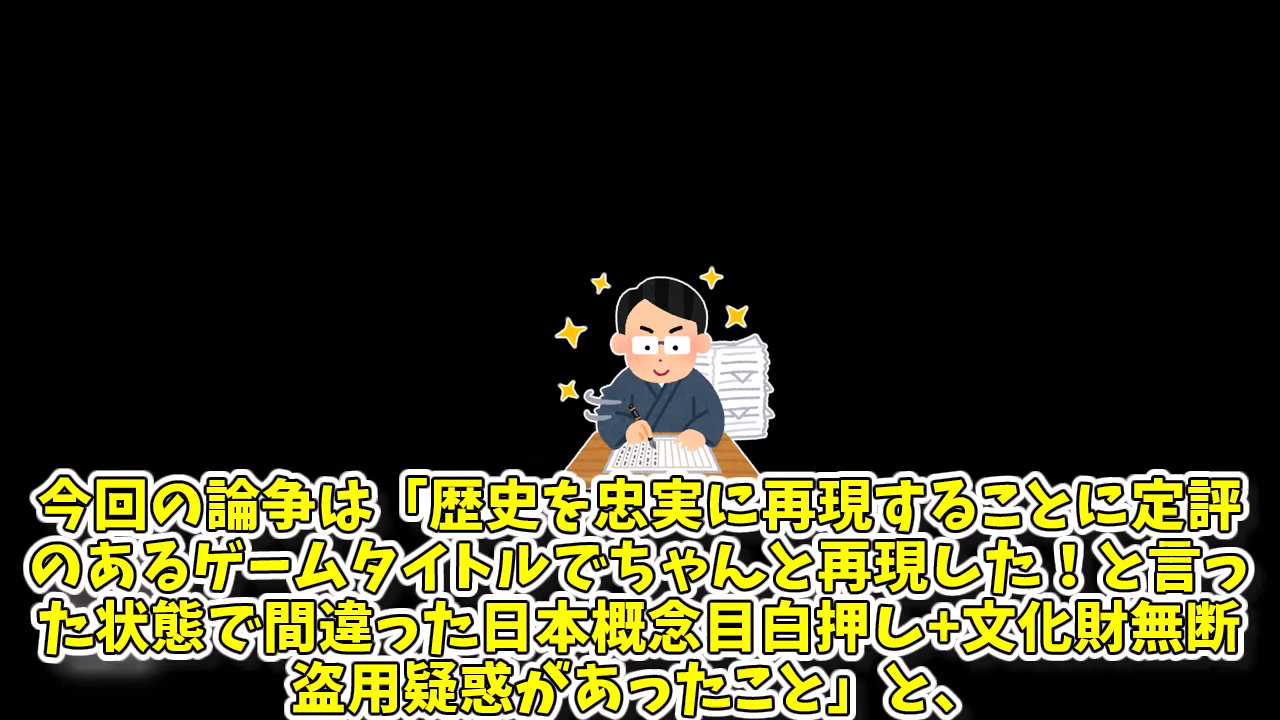 今回の論争は「歴史を忠実に再現することに定評
のあるゲームタイトルでちゃんと再現した！と言っ
た状態で間違った日本概念目白押し+文化財無断
盗用疑惑があったこと」と、